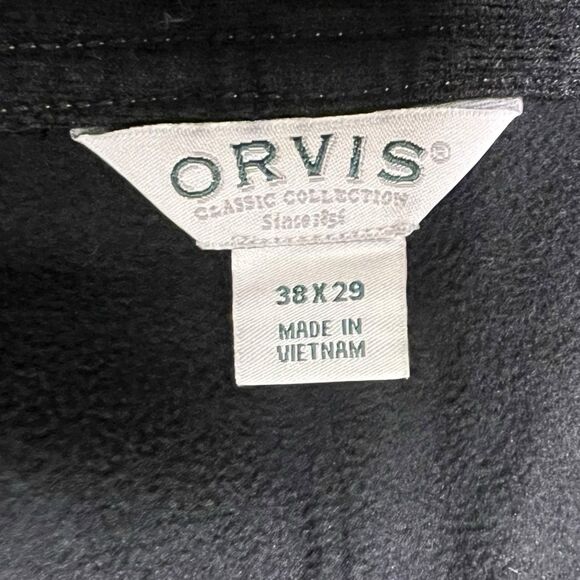 ORVIS®
CLASSIC COLLECTION
Since 1856
38 X 29
MADE IN
VIETNAM